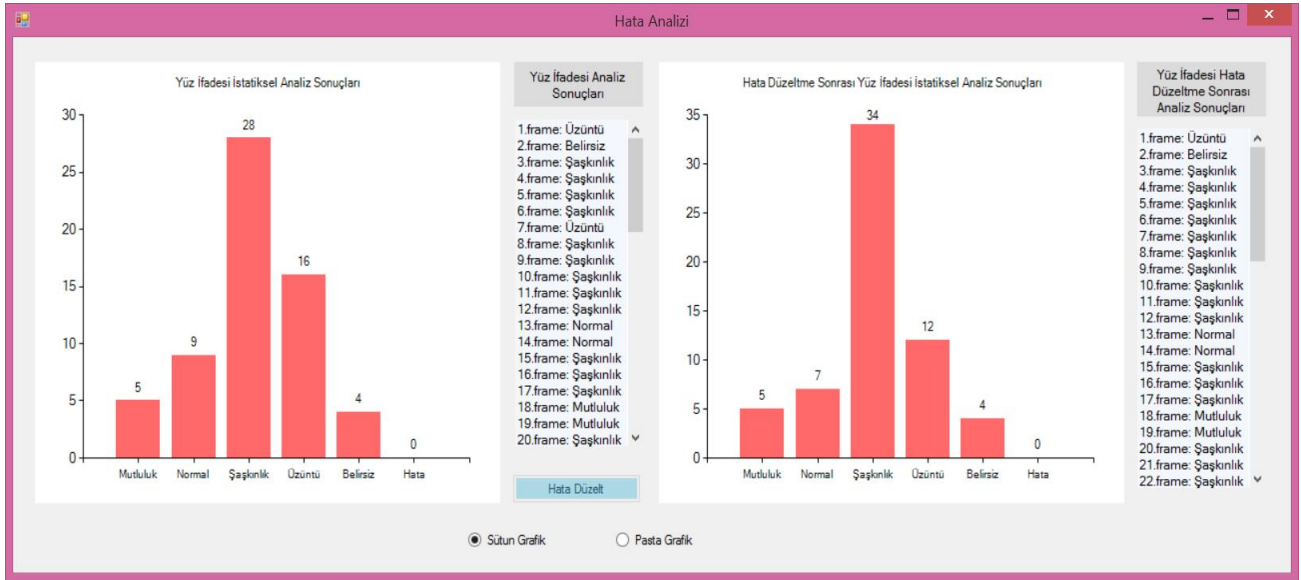 Hata Analizi
Yüz İfadesi İstatiksel Analiz Sonuçları
30
25
20
15
10
5
0
5
9
28
16
4
0
Mutluluk Normal Şaşkınlık Üzüntü Belirsiz Hata
Yüz İfadesi Analiz
Sonuçları
1.frame: Üzüntü
2.frame: Belirsiz
3.frame: Şaşkınlık
4.frame: Şaşkınlık
5.frame: Şaşkınlık
6.frame: Şaşkınlık
7.frame: Üzüntü
8.frame: Şaşkınlık
9.frame: Şaşkınlık
10.frame: Şaşkınlık
11.frame: Şaşkınlık
12.frame: Şaşkınlık
13.frame: Normal
14.frame: Normal
15.frame: Şaşkınlık
16.frame: Şaşkınlık
17.frame: Şaşkınlık
18.frame: Mutluluk
19.frame: Mutluluk
20.frame: Şaşkınlık
Hata Düzelt
Hata Düzeltme Sonrası Yüz İfadesi İstatiksel Analiz Sonuçları
35
30
25
20
15
10
5
0
5
7
34
12
4
0
Mutluluk Normal Şaşkınlık Üzüntü Belirsiz Hata
Yüz İfadesi Hata
Düzeltme Sonrası
Analiz Sonuçları
1.frame: Üzüntü
2.frame: Belirsiz
3.frame: Şaşkınlık
4.frame: Şaşkınlık
5.frame: Şaşkınlık
6.frame: Şaşkınlık
7.frame: Şaşkınlık
8.frame: Şaşkınlık
9.frame: Şaşkınlık
10.frame: Şaşkınlık
11.frame: Şaşkınlık
12.frame: Şaşkınlık
13.frame: Normal
14.frame: Normal
15.frame: Şaşkınlık
16.frame: Şaşkınlık
17.frame: Şaşkınlık
18.frame: Mutluluk
19.frame: Mutluluk
20.frame: Şaşkınlık
21.frame: Şaşkınlık
22.frame: Şaşkınlık
Sütun Grafik
Pasta Grafik